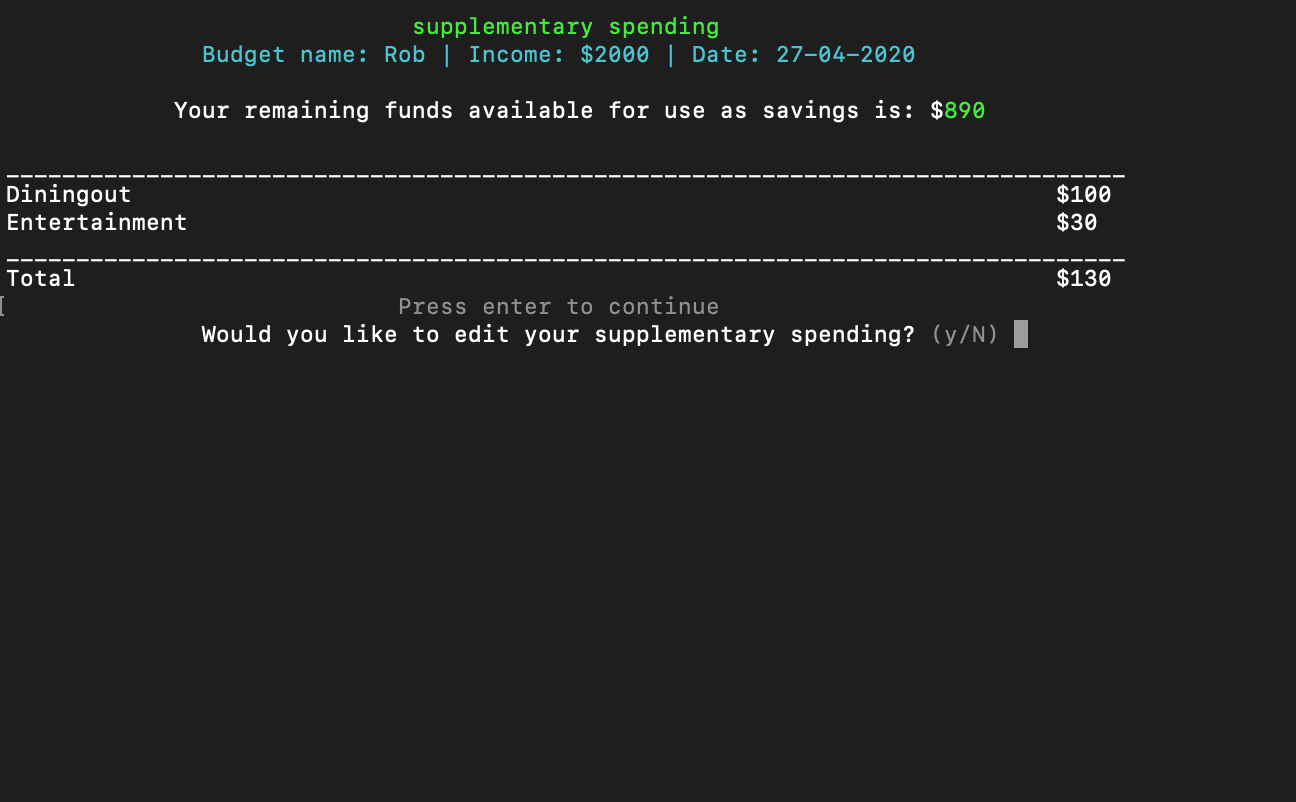 supplementary spending
Budget name: Rob | Income: $2000 | Date: 27-04-2020
Your remaining funds available for use as savings is: $890
Diningout $100
Entertainment $30
Total $130
Press enter to continue
Would you like to edit your supplementary spending? (y/N)